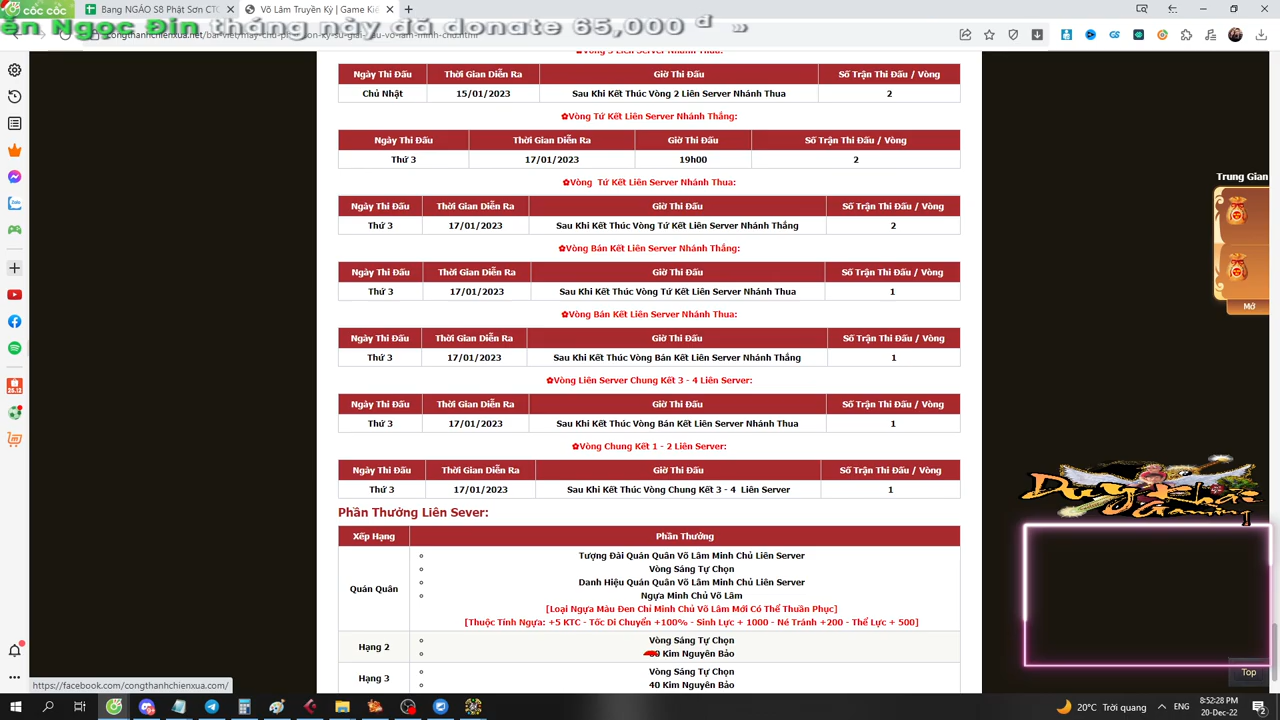 Bang NGÁO S8 Phật Sơn CTC
Võ Lâm Truyền Kỳ | Game Kiế
Ngọc Đin tháng này đã donate 65,000 ₫ »
congthanhchienxua.net/bai-viet/
Ngày Thi Đấu Thời Gian Diễn Ra Giờ Thi Đấu Số Trận Thi Đấu / Vòng
Chủ Nhật 15/01/2023 Sau Khi Kết Thúc Vòng 2 Liên Server Nhánh Thua 2
✿Vòng Tứ Kết Liên Server Nhánh Thắng:
Ngày Thi Đấu Thời Gian Diễn Ra Giờ Thi Đấu Số Trận Thi Đấu / Vòng
Thứ 3 17/01/2023 19h00 2
✿Vòng Tứ Kết Liên Server Nhánh Thua:
Ngày Thi Đấu Thời Gian Diễn Ra Giờ Thi Đấu Số Trận Thi Đấu / Vòng
Thứ 3 17/01/2023 Sau Khi Kết Thúc Vòng Tứ Kết Liên Server Nhánh Thắng 2
✿Vòng Bán Kết Liên Server Nhánh Thắng:
Ngày Thi Đấu Thời Gian Diễn Ra Giờ Thi Đấu Số Trận Thi Đấu / Vòng
Thứ 3 17/01/2023 Sau Khi Kết Thúc Vòng Tứ Kết Liên Server Nhánh Thua 1
✿Vòng Bán Kết Liên Server Nhánh Thua:
Ngày Thi Đấu Thời Gian Diễn Ra Giờ Thi Đấu Số Trận Thi Đấu / Vòng
Thứ 3 17/01/2023 Sau Khi Kết Thúc Vòng Bán Kết Liên Server Nhánh Thắng 1
✿Vòng Liên Server Chung Kết 3 - 4 Liên Server:
Ngày Thi Đấu Thời Gian Diễn Ra Giờ Thi Đấu Số Trận Thi Đấu / Vòng
Thứ 3 17/01/2023 Sau Khi Kết Thúc Vòng Bán Kết Liên Server Nhánh Thua 1
✿Vòng Chung Kết 1 - 2 Liên Server:
Ngày Thi Đấu Thời Gian Diễn Ra Giờ Thi Đấu Số Trận Thi Đấu / Vòng
Thứ 3 17/01/2023 Sau Khi Kết Thúc Vòng Chung Kết 3 - 4 Liên Server 1
Phần Thưởng Liên Sever:
Xếp Hạng Phần Thưởng
Quán Quân
Tượng Đài Quán Quân Võ Lâm Minh Chủ Liên Server
Vòng Sáng Tự Chọn
Danh Hiệu Quán Quân Võ Lâm Minh Chủ Liên Server
Ngựa Minh Chủ Võ Lâm
[Loại Ngựa Màu Đen Chỉ Minh Chủ Võ Lâm Mới Có Thể Thuần Phục]
[Thuộc Tính Ngựa: +5 KTC - Tốc Di Chuyển +100% - Sinh Lực + 1000 - Né Tránh +200 - Thể Lực + 500]
Hạng 2
Vòng Sáng Tự Chọn
Kim Nguyên Bảo
Hạng 3
Vòng Sáng Tự Chọn
40 Kim Nguyên Bảo
Trung Gian
Mở
Duy Khác
Gaming
Top
https://facebook.com/congthanhchienxua.com/
20°C Trời quang
ENG
8:52:28 PM
20-Dec-22